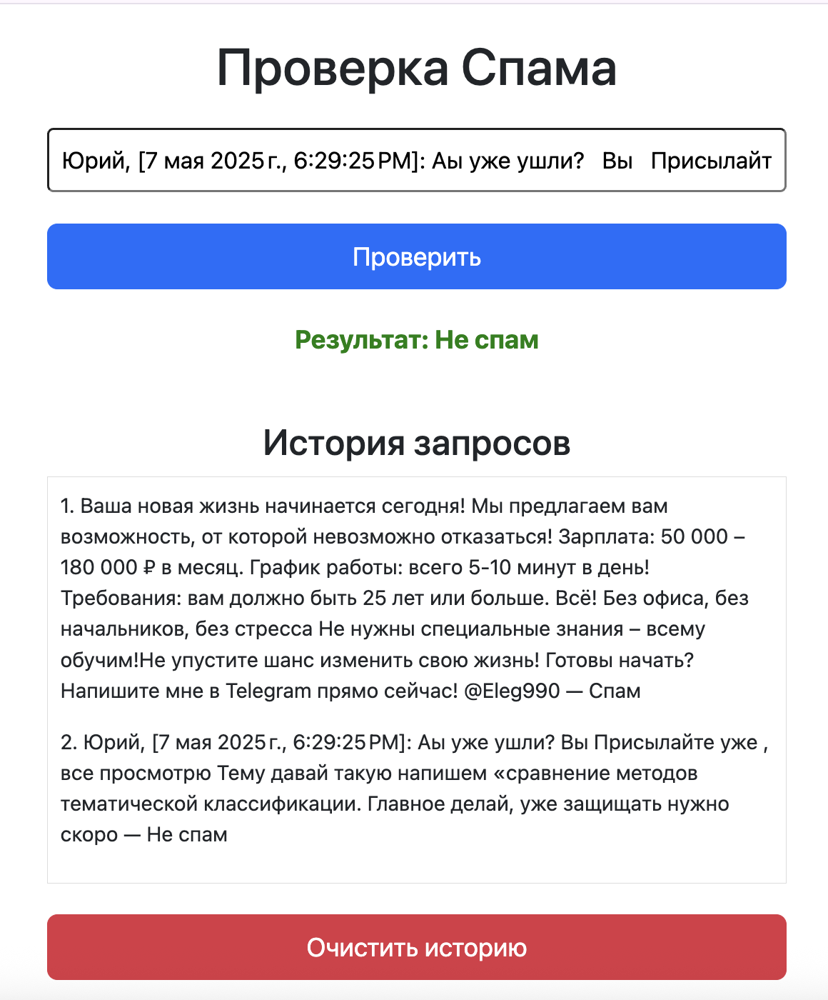 Проверка Спама
Юрий, [7 мая 2025 г., 6:29:25 PM]: Аы уже ушли? Вы Присылайт
Проверить
Результат: Не спам
История запросов
1. Ваша новая жизнь начинается сегодня! Мы предлагаем вам
возможность, от которой невозможно отказаться! Зарплата: 50 000 –
180 000 ₽ в месяц. График работы: всего 5-10 минут в день!
Требования: вам должно быть 25 лет или больше. Всё! Без офиса, без
начальников, без стресса Не нужны специальные знания – всему
обучим!Не упустите шанс изменить свою жизнь! Готовы начать?
Напишите мне в Telegram прямо сейчас! @Eleg990 — Спам
2. Юрий, [7 мая 2025 г., 6:29:25 PM]: Аы уже ушли? Вы Присылайте уже ,
все просмотрю Тему давай такую напишем «сравнение методов
тематической классификации. Главное делай, уже защищать нужно
скоро — Не спам
Очистить историю